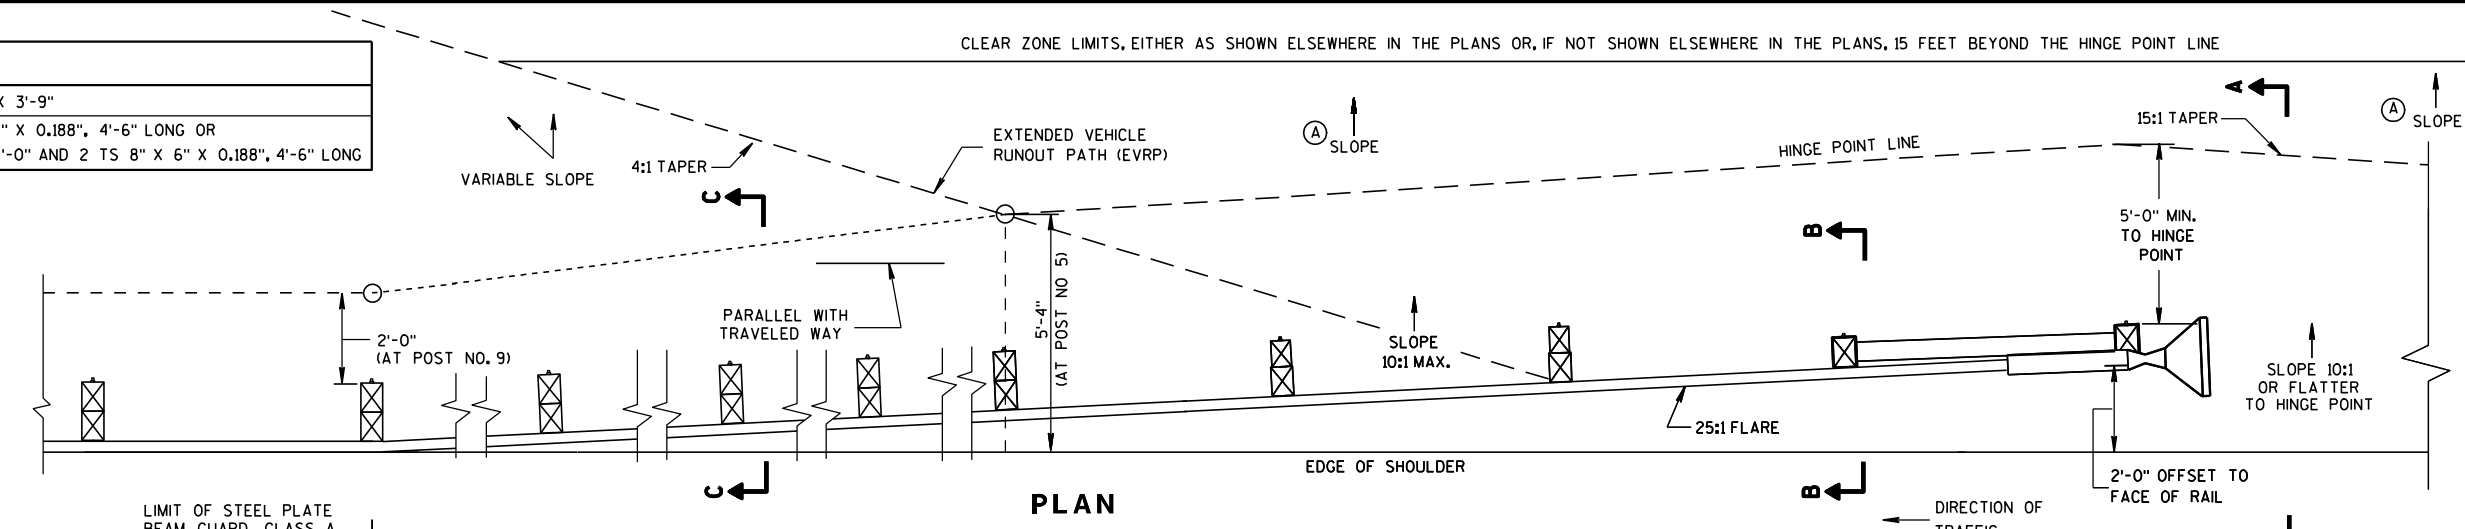 CLEAR ZONE LIMITS, EITHER AS SHOWN ELSEWHERE IN THE PLANS OR, IF NOT SHOWN ELSEWHERE IN THE PLANS, 15 FEET BEYOND THE HINGE POINT LINE
X 3'-9"
" X 0.188", 4'-6" LONG OR
'-0" AND 2 TS 8" X 6" X 0.188", 4'-6" LONG
VARIABLE SLOPE
4:1 TAPER
EXTENDED VEHICLE
RUNOUT PATH (EVRP)
A
SLOPE
HINGE POINT LINE
15:1 TAPER
A
A
SLOPE
C
B
5'-0" MIN.
TO HINGE
POINT
2'-0"
(AT POST NO. 9)
PARALLEL WITH
TRAVELED WAY
5'-4"
(AT POST NO 5)
SLOPE
10:1 MAX.
25:1 FLARE
SLOPE 10:1
OR FLATTER
TO HINGE POINT
EDGE OF SHOULDER
C
PLAN
B
2'-0" OFFSET TO
FACE OF RAIL
LIMIT OF STEEL PLATE
BEAM GUARD, CLASS A
DIRECTION OF
TRAFFIC